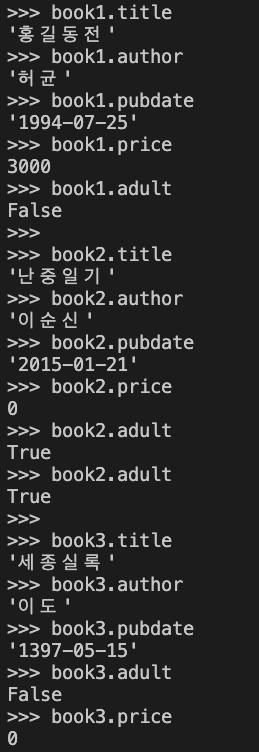 >>> book1.title
'홍길동전'
>>> book1.author
'허균'
>>> book1.pubdate
'1994-07-25'
>>> book1.price
3000
>>> book1.adult
False
>>>
>>> book2.title
'난중일기'
>>> book2.author
'이순신'
>>> book2.pubdate
'2015-01-21'
>>> book2.price
0
>>> book2.adult
True
>>> book2.adult
True
>>>
>>> book3.title
'세종실록'
>>> book3.author
'이도'
>>> book3.pubdate
'1397-05-15'
>>> book3.adult
False
>>> book3.price
0